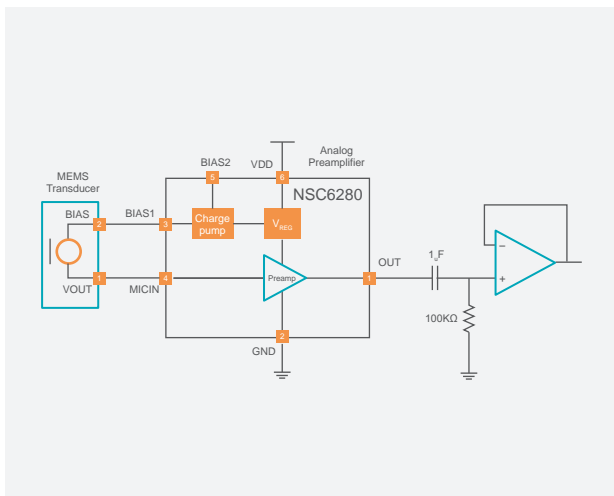 Analog
Preamplifier
BIAS2
VDD
5
6
NSC6280
MEMS
Transducer
BIAS
BIAS1
2
3
Charge
pump
VREG
VOUT
MICIN
1
4
Preamp
OUT
1
1uF
−
+
100KΩ
2
GND